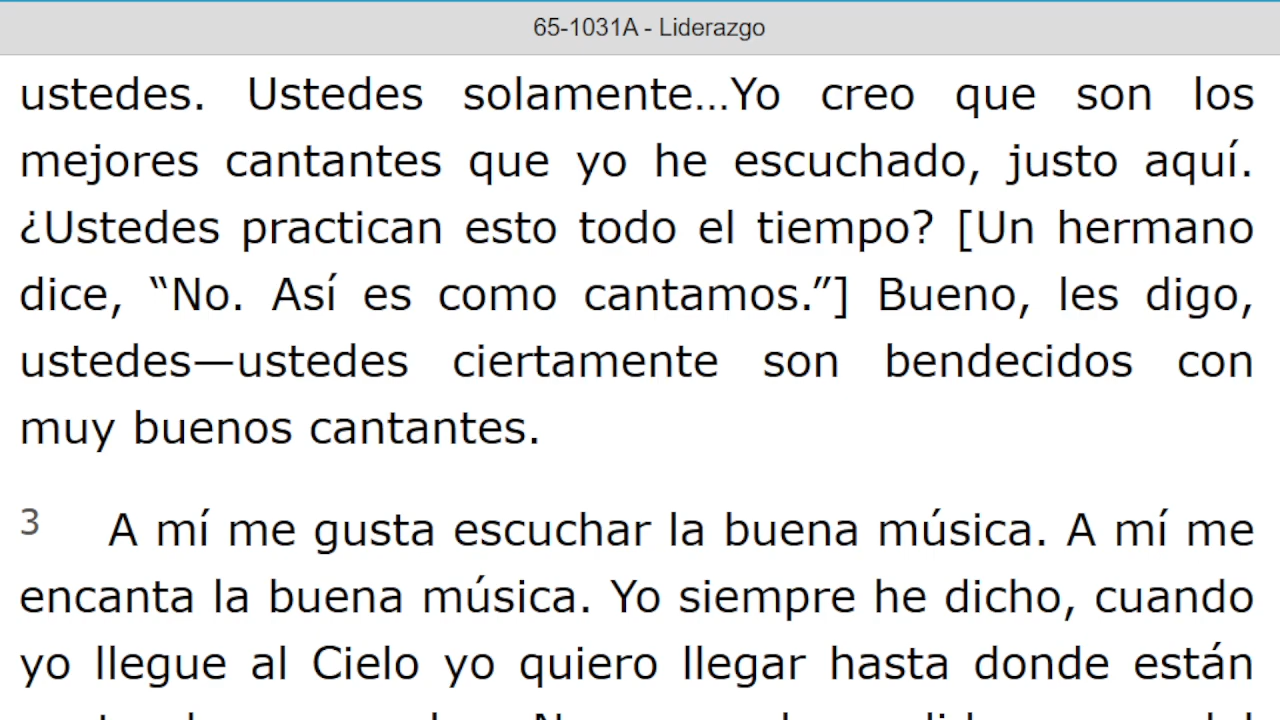 65-1031A - Liderazgo
ustedes. Ustedes solamente...Yo creo que son los
mejores cantantes que yo he escuchado, justo aquí.
¿Ustedes practican esto todo el tiempo? [Un hermano
dice, “No. Así es como cantamos.”] Bueno, les digo,
ustedes—ustedes ciertamente son bendecidos con
muy buenos cantantes.
3 A mí me gusta escuchar la buena música. A mí me
encanta la buena música. Yo siempre he dicho, cuando
yo llegue al Cielo yo quiero llegar hasta donde están